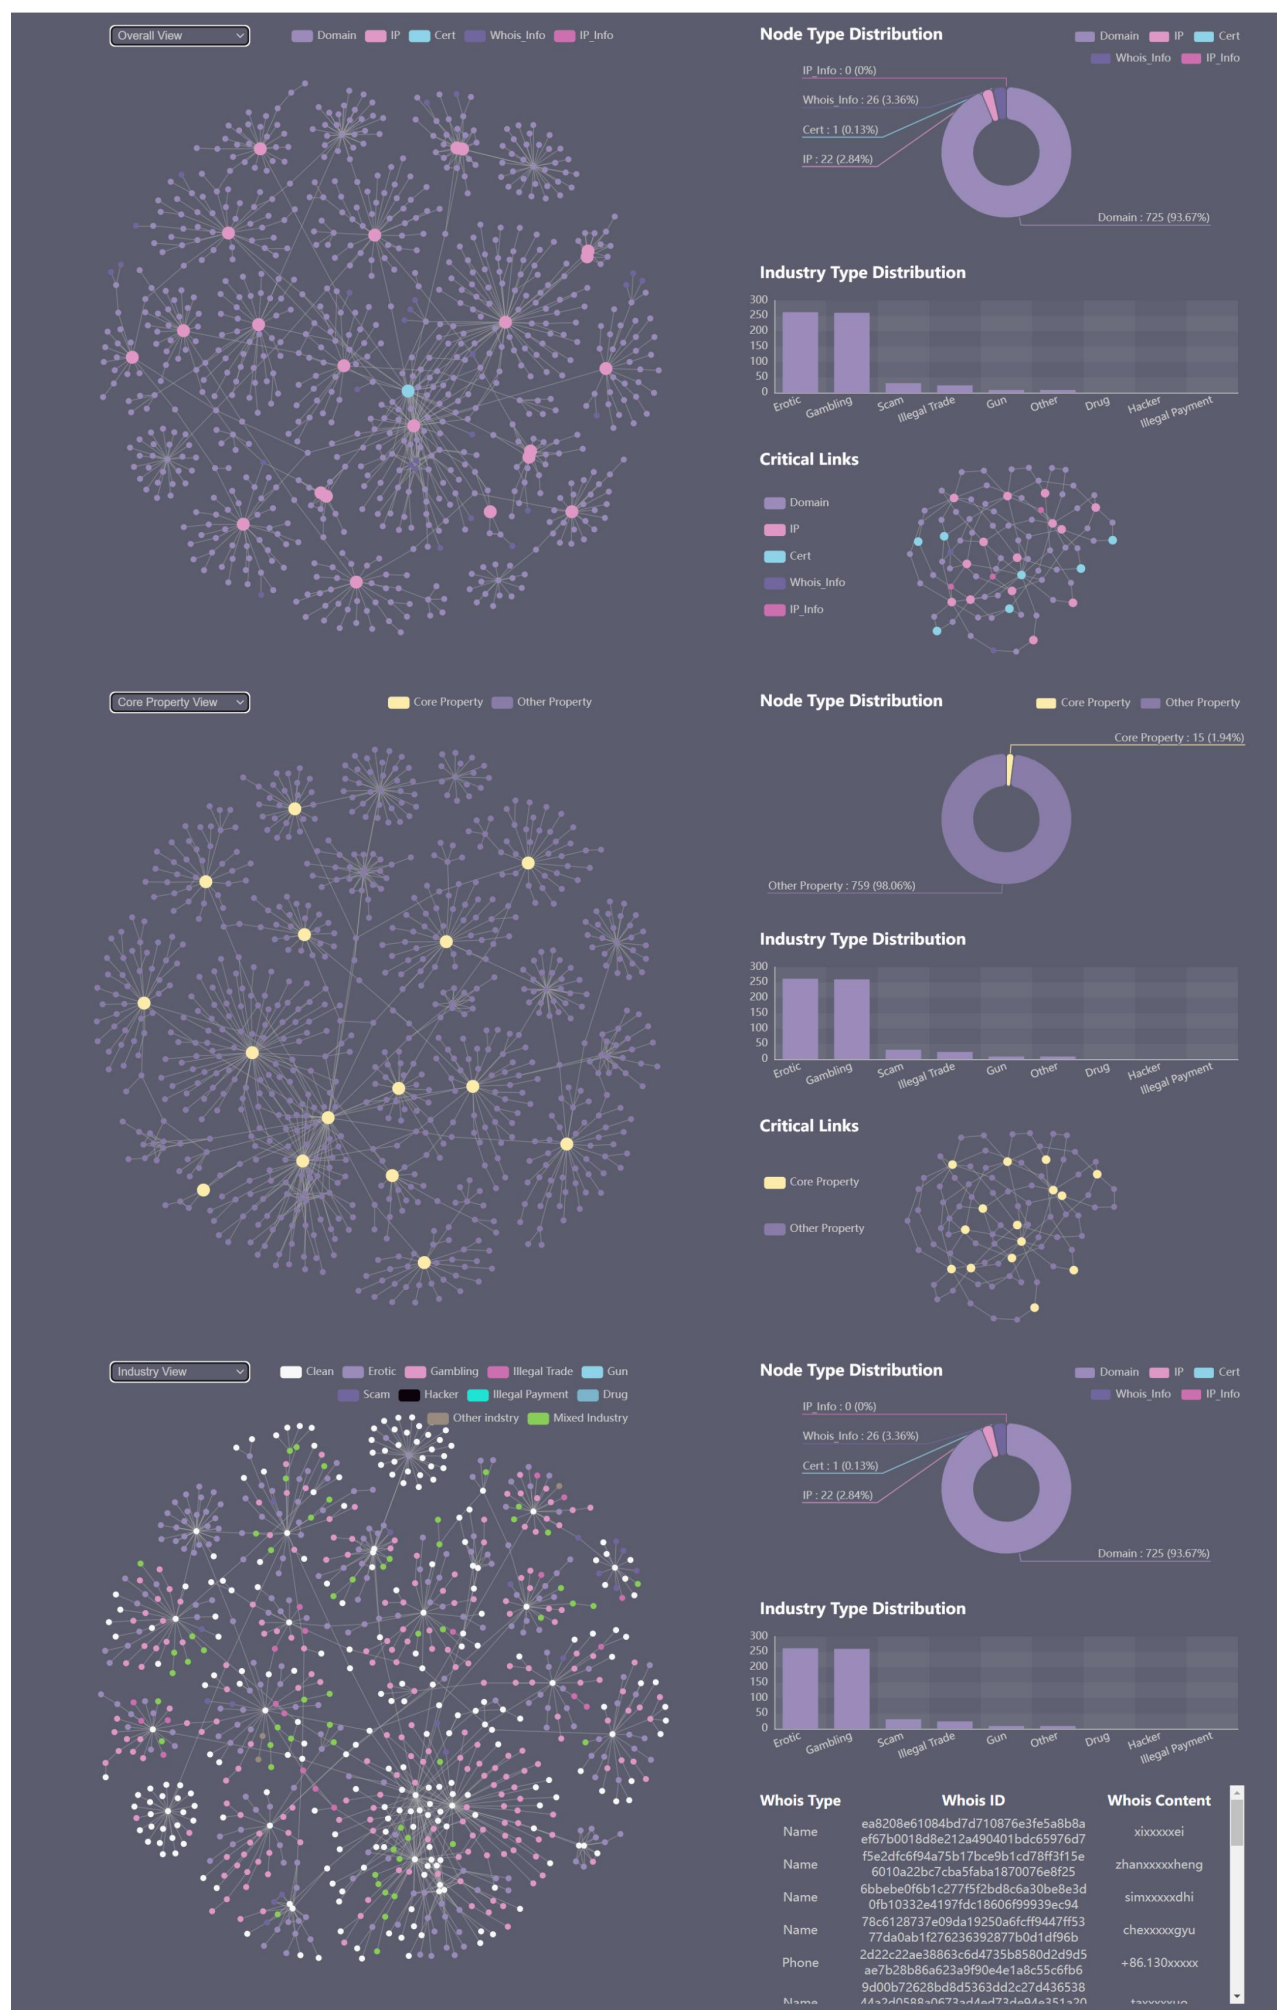 Overall View
Domain IP Cert Whois_Info IP_Info
Node Type Distribution
Domain IP Cert
Whois_Info IP_Info
IP_Info : 0 (0%)
Whois_Info : 26 (3.36%)
Cert : 1 (0.13%)
IP : 22 (2.84%)
Domain : 725 (93.67%)
Industry Type Distribution
300
250
200
150
100
50
0
Erotic Gambling Scam Illegal Trade Gun Other Drug Hacker Illegal Payment
Critical Links
Domain
IP
Cert
Whois_Info
IP_Info
Core Property View
Core Property Other Property
Node Type Distribution
Core Property Other Property
Core Property : 15 (1.94%)
Other Property : 759 (98.06%)
Industry Type Distribution
300
250
200
150
100
50
0
Erotic Gambling Scam Illegal Trade Gun Other Drug Hacker Illegal Payment
Critical Links
Core Property
Other Property
Industry View
Clean Erotic Gambling Illegal Trade Gun
Scam Hacker Illegal Payment Drug
Other indstry Mixed Industry
Node Type Distribution
Domain IP Cert
Whois_Info IP_Info
IP_Info : 0 (0%)
Whois_Info : 26 (3.36%)
Cert : 1 (0.13%)
IP : 22 (2.84%)
Domain : 725 (93.67%)
Industry Type Distribution
300
250
200
150
100
50
0
Erotic Gambling Scam Illegal Trade Gun Other Drug Hacker Illegal Payment
Whois Type Whois ID Whois Content
ea8208e61084bd7d710876e3fe5a8b8a
Name xixxxxxei
ef67b0018d8e212a490401bdc65976d7
f5e2dfc6f94a75b17bce9b1cd78ff3f15e
Name zhanxxxxxheng
6010a22bc7cba5faba1870076e8f25
6bbebe0f6b1c277f5f2bd8c6a30be8e3d
Name simxxxxxdhi
0fb10332e4197fdc18606f99939ec94
78c6128737e09da19250a6fcff9447ff53
Name chexxxxxgyu
77da0ab1f276236392877b0d1df96b
2d22c22ae38863c6d4735b8580d2d9d5
Phone +86.130xxxxx
ae7b28b86a623a9f90e4e1a8c55c6fb6
9d00b72628bd8d5363dd2c27d436538
Name